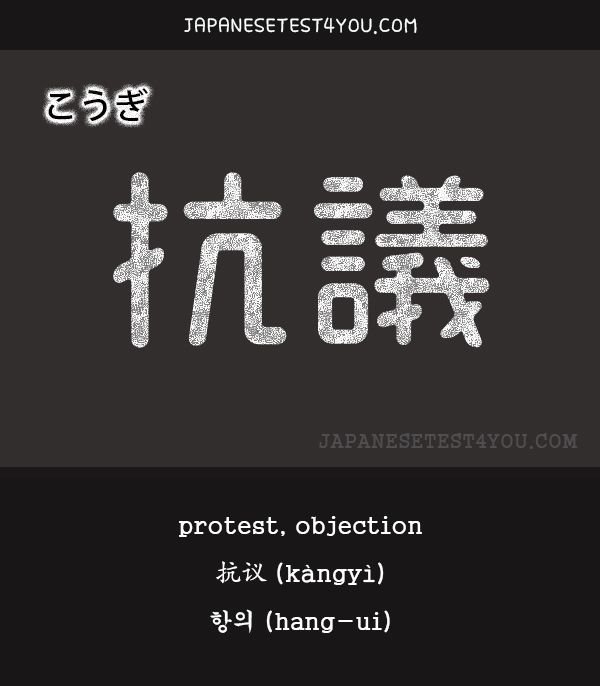 JAPANESETEST4YOU.COM
こうぎ
抗議
JAPANESETEST4YOU.COM
protest, objection
抗议 (kàngyì)
항의 (hang-ui)